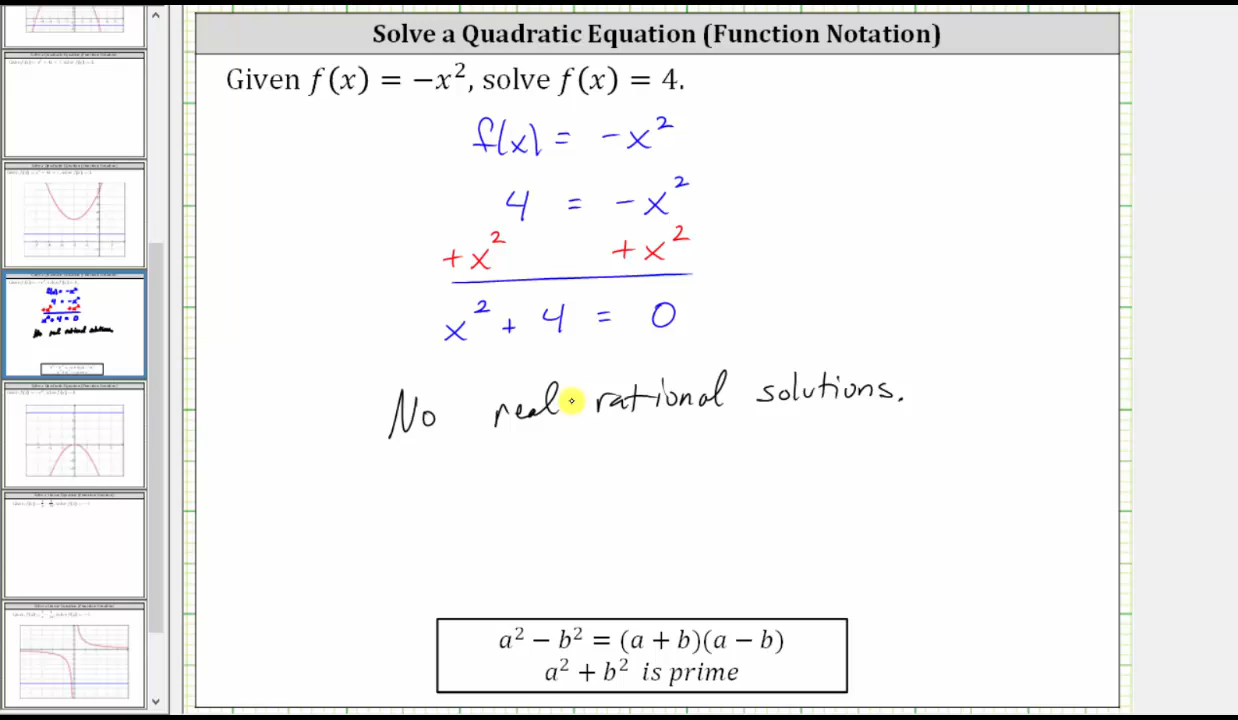 Solve a Quadratic Equation (Function Notation)
Given f(x) = −x², solve f(x) = 4.
f(x) = -x²
4 = -x²
+x² +x²
x² + 4 = 0
No real rational solutions.
a² − b² = (a + b)(a − b)
a² + b² is prime